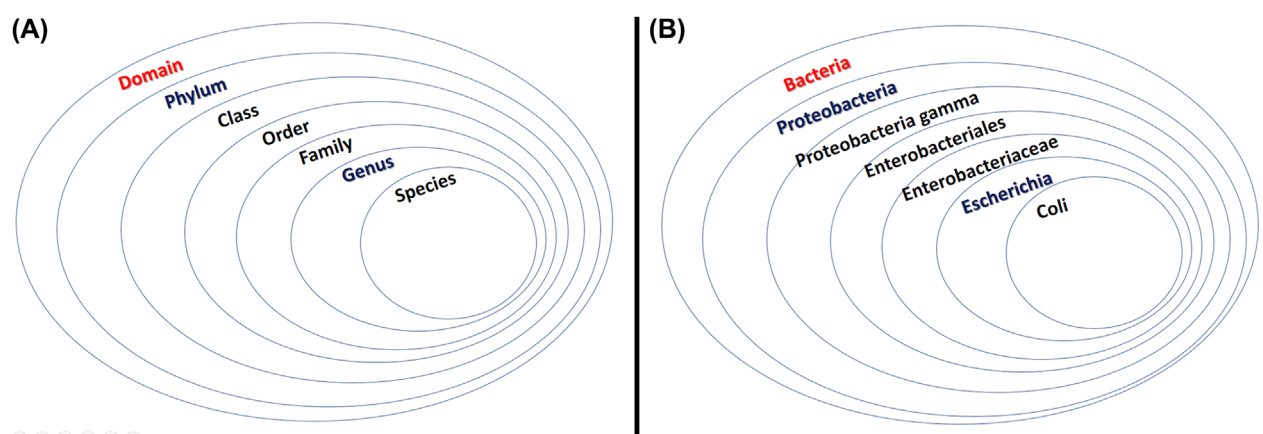 (A)
Domain
Phylum
Class
Order
Family
Genus
Species
(B)
Bacteria
Proteobacteria
Proteobacteria gamma
Enterobacteriales
Enterobacteriaceae
Escherichia
Coli